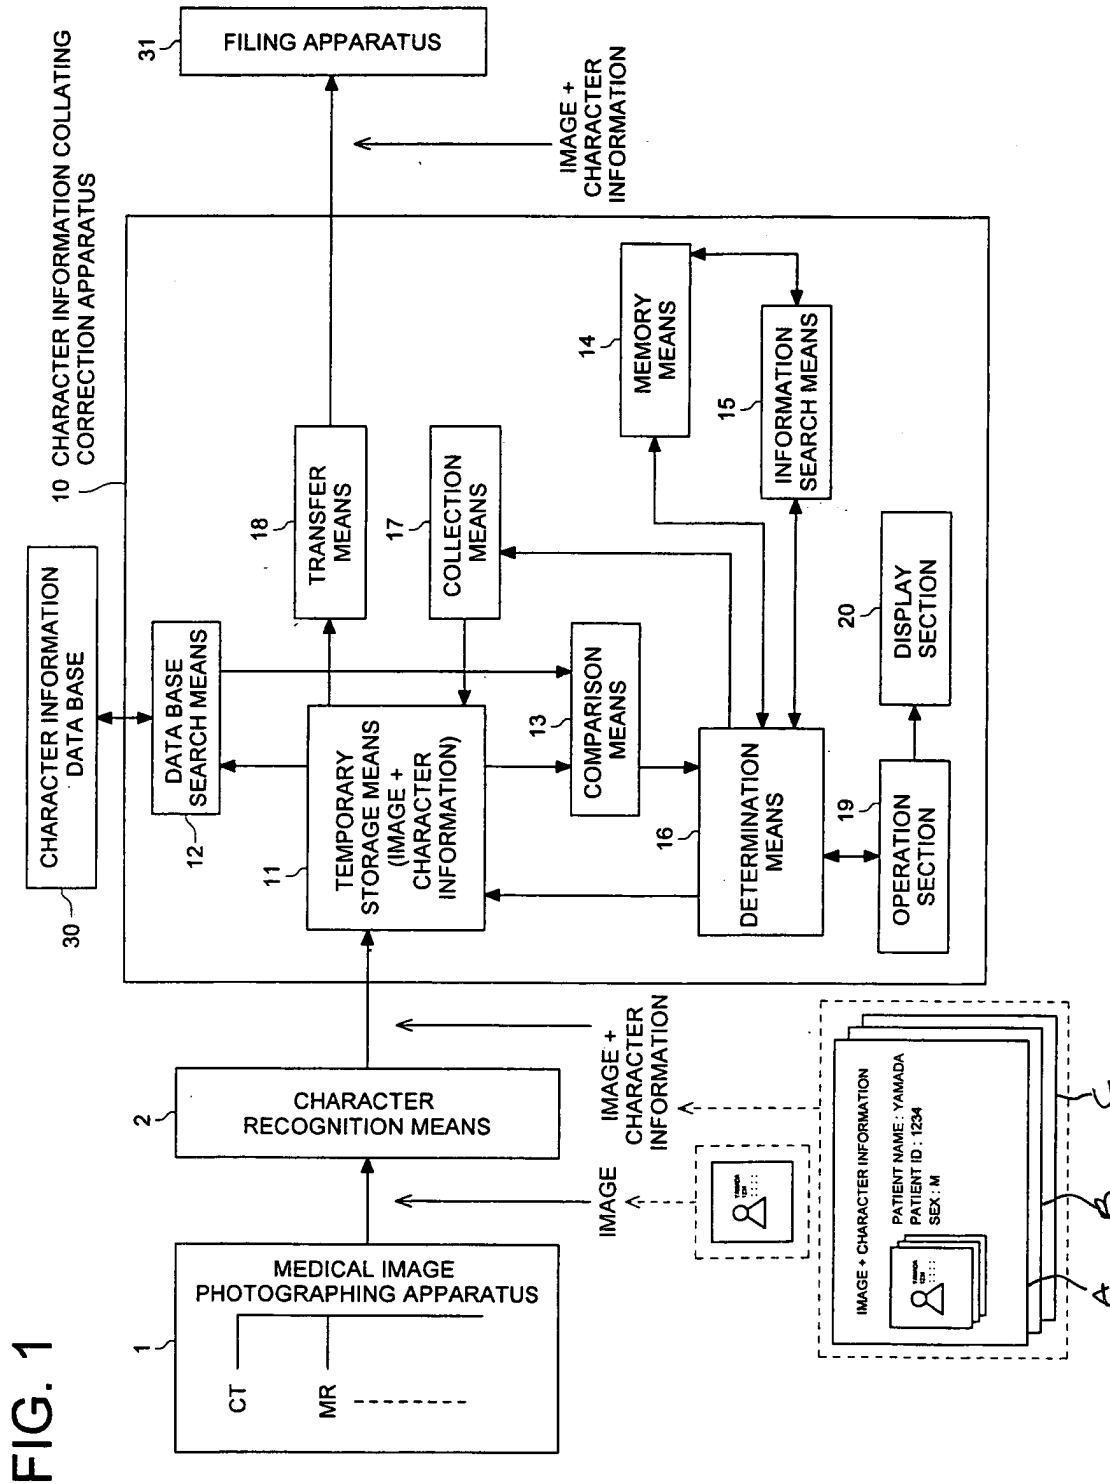 FIG. 1
1
MEDICAL IMAGE
PHOTOGRAPHING APPARATUS
CT
MR
2
CHARACTER
RECOGNITION MEANS
IMAGE
IMAGE +
CHARACTER
INFORMATION
YAMADA
1234
IMAGE + CHARACTER INFORMATION
PATIENT NAME : YAMADA
PATIENT ID : 1234
SEX : M
YAMADA
1234
A
B
C
30
CHARACTER INFORMATION
DATA BASE
10 CHARACTER INFORMATION COLLATING
CORRECTION APPARATUS
12
DATA BASE
SEARCH MEANS
11
TEMPORARY
STORAGE MEANS
(IMAGE +
CHARACTER
INFORMATION)
18
TRANSFER
MEANS
17
COLLECTION
MEANS
13
COMPARISON
MEANS
14
MEMORY
MEANS
15
INFORMATION
SEARCH MEANS
16
DETERMINATION
MEANS
19
OPERATION
SECTION
20
DISPLAY
SECTION
31
FILING APPARATUS
IMAGE +
CHARACTER
INFORMATION